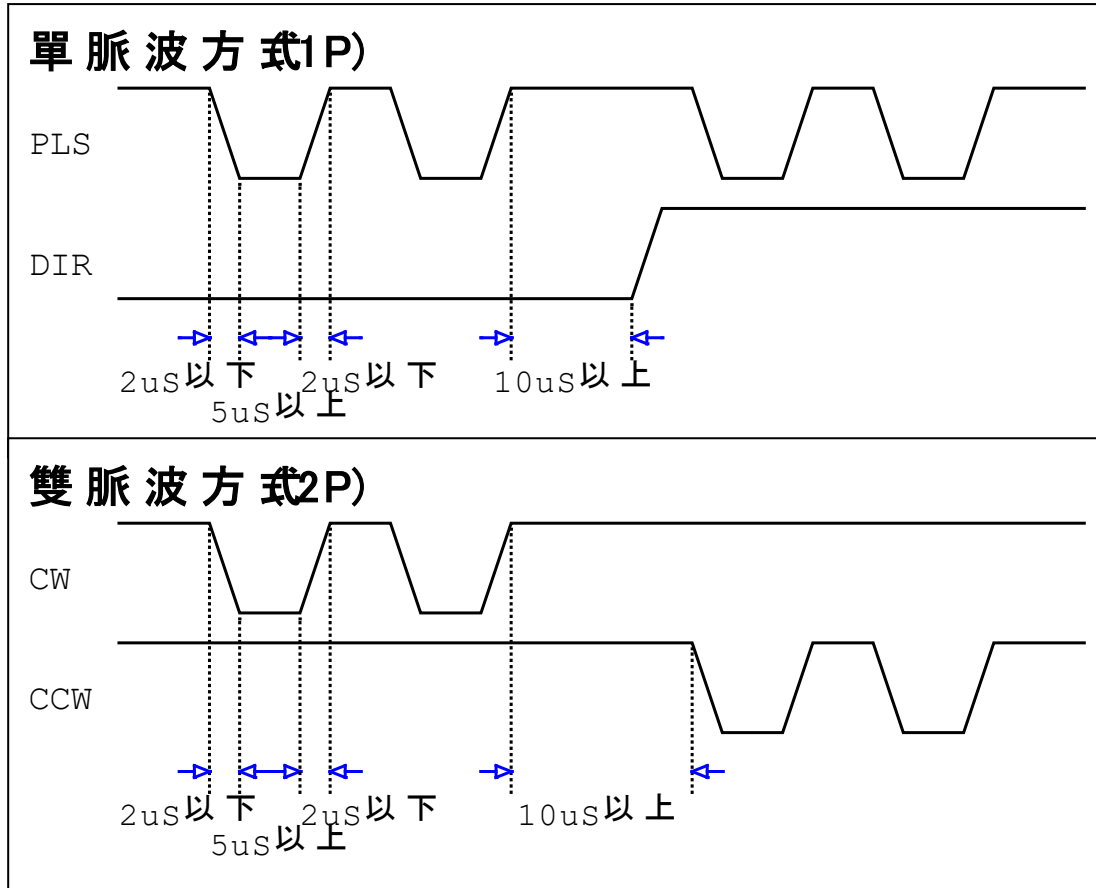 單脈波方式1P)
PLS
DIR
2uS以下
5uS以上
2uS以下
10uS以上
雙脈波方式2P)
CW
CCW
2uS以下
5uS以上
2uS以下
10uS以上